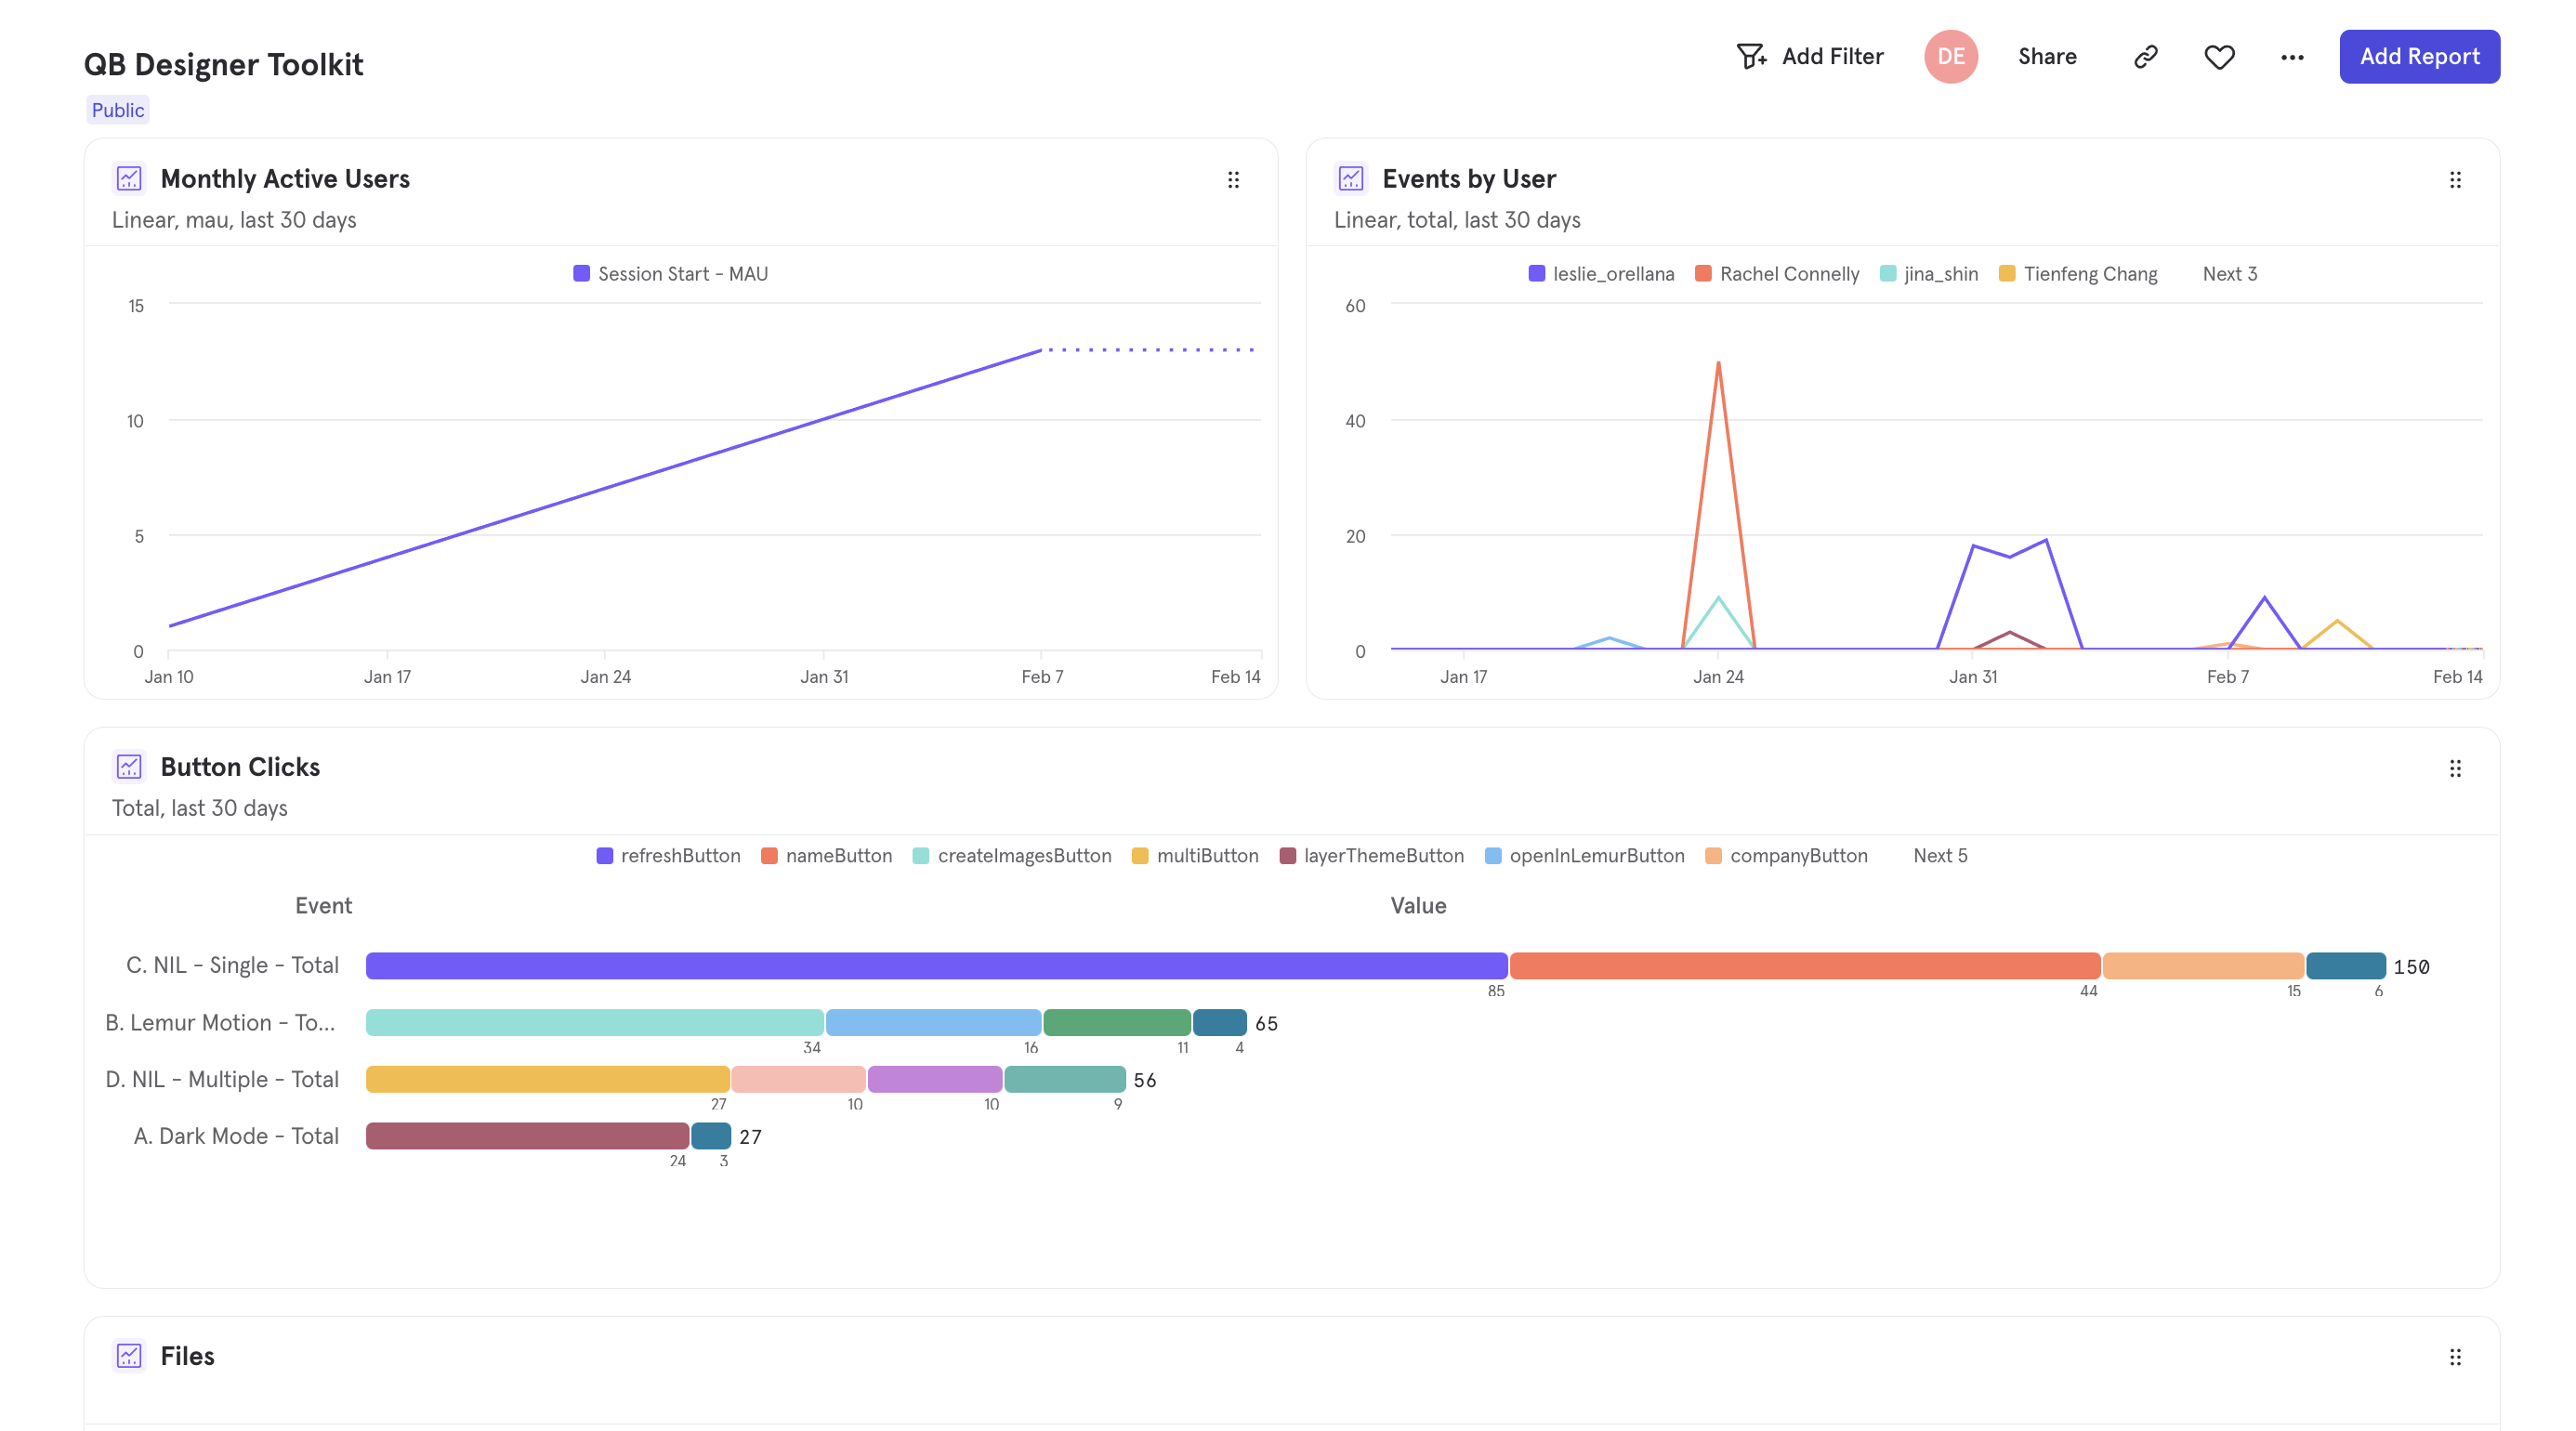 QB Designer Toolkit
Add Filter
DE
Share
Add Report
Public
Monthly Active Users
Linear, mau, last 30 days
Session Start - MAU
15
10
5
0
Jan 10 Jan 17 Jan 24 Jan 31 Feb 7 Feb 14
Events by User
Linear, total, last 30 days
leslie_orellana Rachel Connelly jina_shin Tienfeng Chang Next 3
60
40
20
0
Jan 17 Jan 24 Jan 31 Feb 7 Feb 14
Button Clicks
Total, last 30 days
refreshButton nameButton createImagesButton multiButton layerThemeButton openInLemurButton companyButton Next 5
Event Value
C. NIL - Single - Total 150
85 44 15 6
B. Lemur Motion - To... 65
34 16 11 4
D. NIL - Multiple - Total 56
27 10 10 9
A. Dark Mode - Total 27
24 3
Files